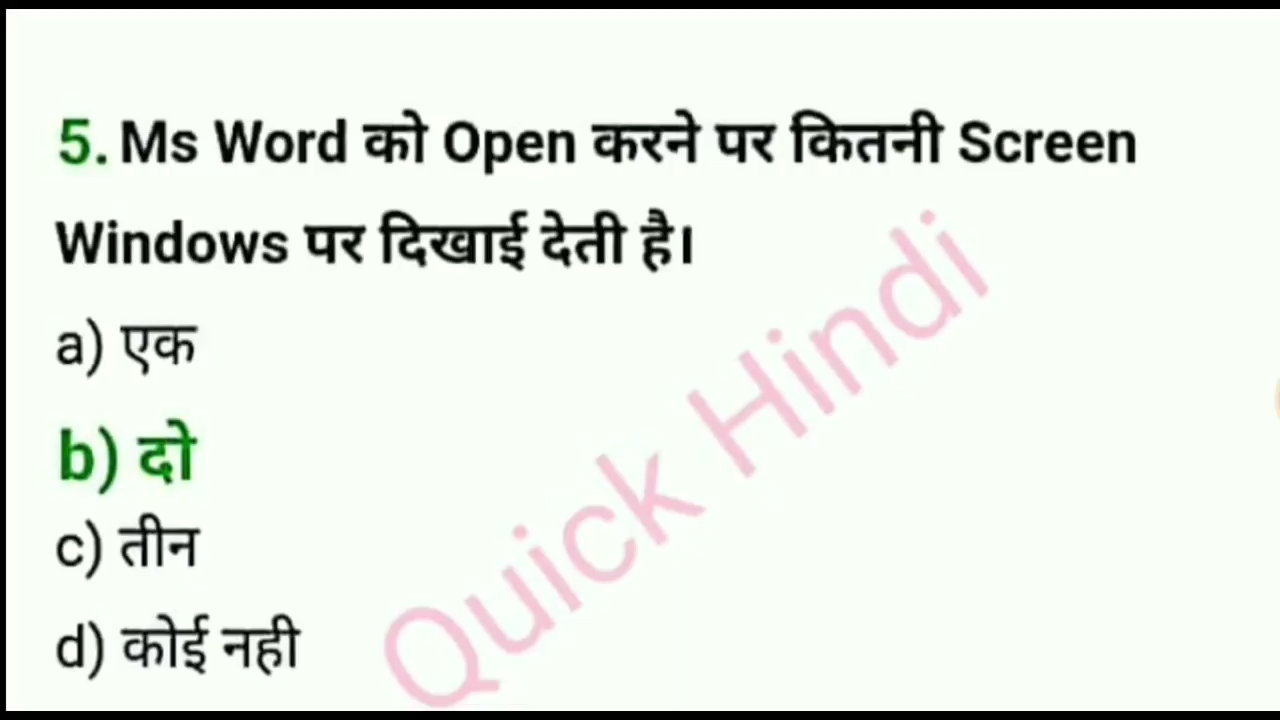 5. Ms Word को Open करने पर कितनी Screen
Windows पर दिखाई देती है।
a) एक
b) दो
c) तीन
d) कोई नही
Quick Hindi